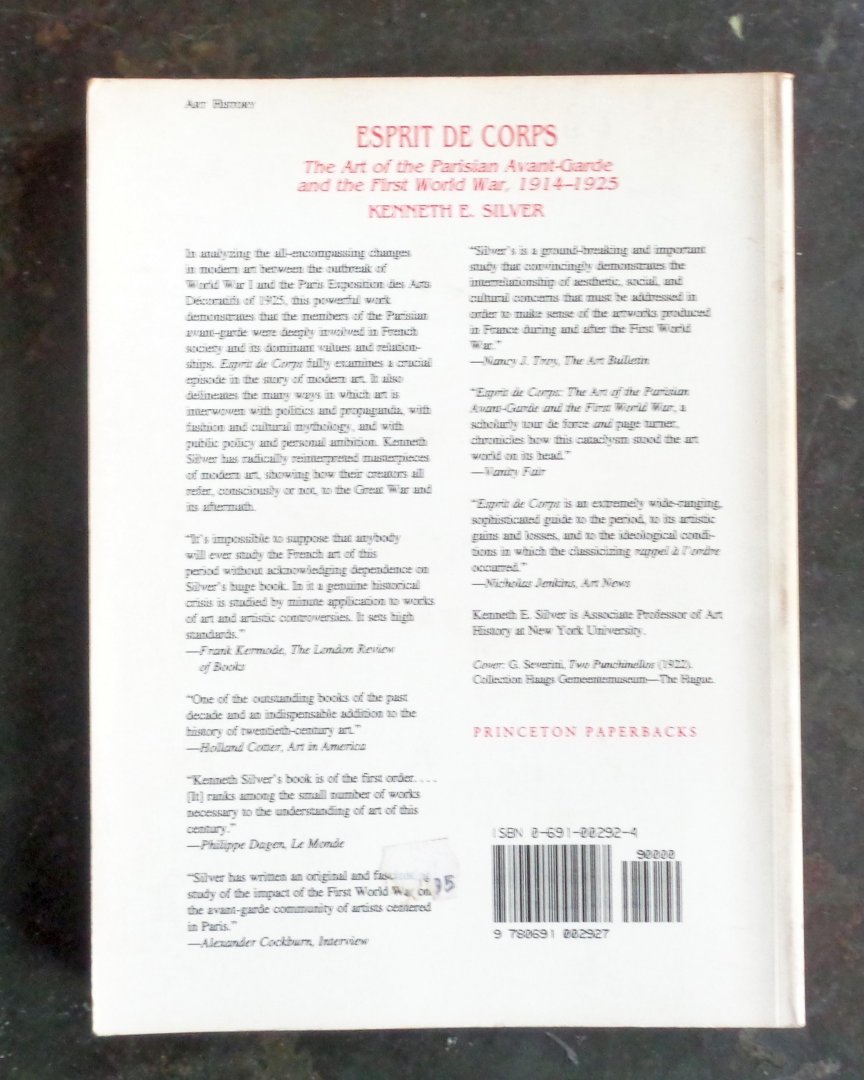 Art History
ESPRIT DE CORPS
The Art of the Parisian Avant-Garde
and the First World War, 1914–1925
KENNETH E. SILVER
In analyzing the all-encompassing changes
in modern art between the outbreak of
World War I and the Paris Exposition des Arts
Décoratifs of 1925, this powerful work
demonstrates that the members of the Parisian
avant-garde were deeply involved in French
society and its dominant values and relation-
ships. Esprit de Corps fully examines a crucial
episode in the story of modern art. It also
delineates the many ways in which art is
interwoven with politics and propaganda, with
fashion and cultural mythology, and with
public policy and personal ambition. Kenneth
Silver has radically reinterpreted masterpieces
of modern art, showing how their creators all
refer, consciously or not, to the Great War and
its aftermath.
“It's impossible to suppose that anybody
will ever study the French art of this
period without acknowledging dependence on
Silver's huge book. In it a genuine historical
crisis is studied by minute application to works
of art and artistic controversies. It sets high
standards.”
—Frank Kermode, The London Review
of Books
“One of the outstanding books of the past
decade and an indispensable addition to the
history of twentieth-century art.”
—Holland Cotter, Art in America
“Kenneth Silver's book is of the first order. . . .
[It] ranks among the small number of works
necessary to the understanding of art of this
century.”
—Philippe Dagen, Le Monde
“Silver has written an original and
study of the impact of the First World War on
the avant-garde community of artists centered
in Paris.”
—Alexander Cockburn, Interview
“Silver's is a ground-breaking and important
study that convincingly demonstrates the
interrelationship of aesthetic, social, and
cultural concerns that must be addressed in
order to make sense of the artworks produced
in France during and after the First World
War.”
—Nancy J. Troy, The Art Bulletin
“Esprit de Corps: The Art of the Parisian
Avant-Garde and the First World War, a
scholarly tour de force and page turner,
chronicles how this cataclysm stood the art
world on its head.”
—Vanity Fair
“Esprit de Corps is an extremely wide-ranging,
sophisticated guide to the period, to its artistic
gains and losses, and to the ideological condi-
tions in which the classicizing rappel à l'ordre
occurred.”
—Nicholas Jenkins, Art News
Kenneth E. Silver is Associate Professor of Art
History at New York University.
Cover: G. Severini, Two Punchinellos (1922).
Collection Haags Gemeentemuseum—The Hague.
PRINCETON PAPERBACKS
ISBN 0-691-00292-4
90000
9 780691 002927